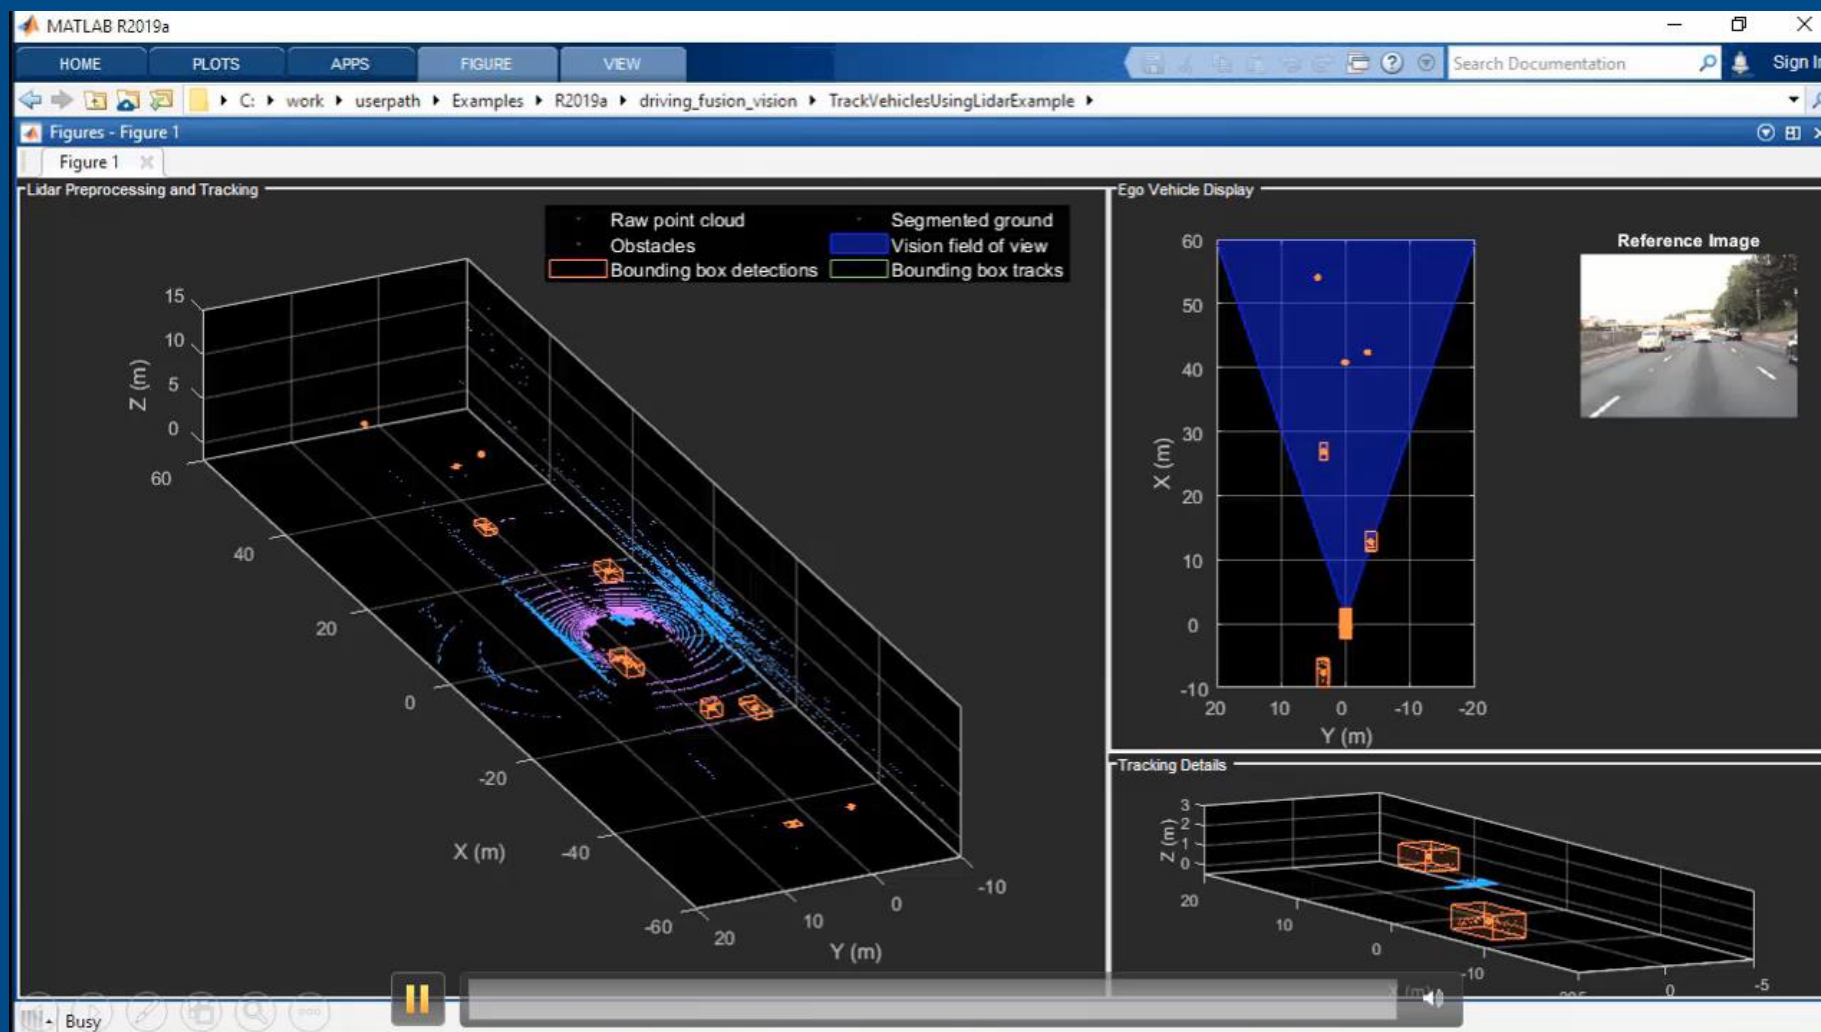 MATLAB R2019a
HOME PLOTS APPS FIGURE VIEW
Search Documentation
C: work userpath Examples R2019a driving_fusion_vision TrackVehiclesUsingLidarExample
Figures - Figure 1
Figure 1
Lidar Preprocessing and Tracking
Raw point cloud Segmented ground
Obstacles Vision field of view
Bounding box detections Bounding box tracks
15
10
5
0
Z (m)
60
40
20
0
-20
-40
-60
X (m)
20
10
0
-10
Y (m)
Ego Vehicle Display
Reference Image
60
50
40
30
20
10
0
-10
X (m)
20 10 0 -10 -20
Y (m)
Tracking Details
3
2
1
0
Z (m)
20
10
0
-10
0
-5
Busy